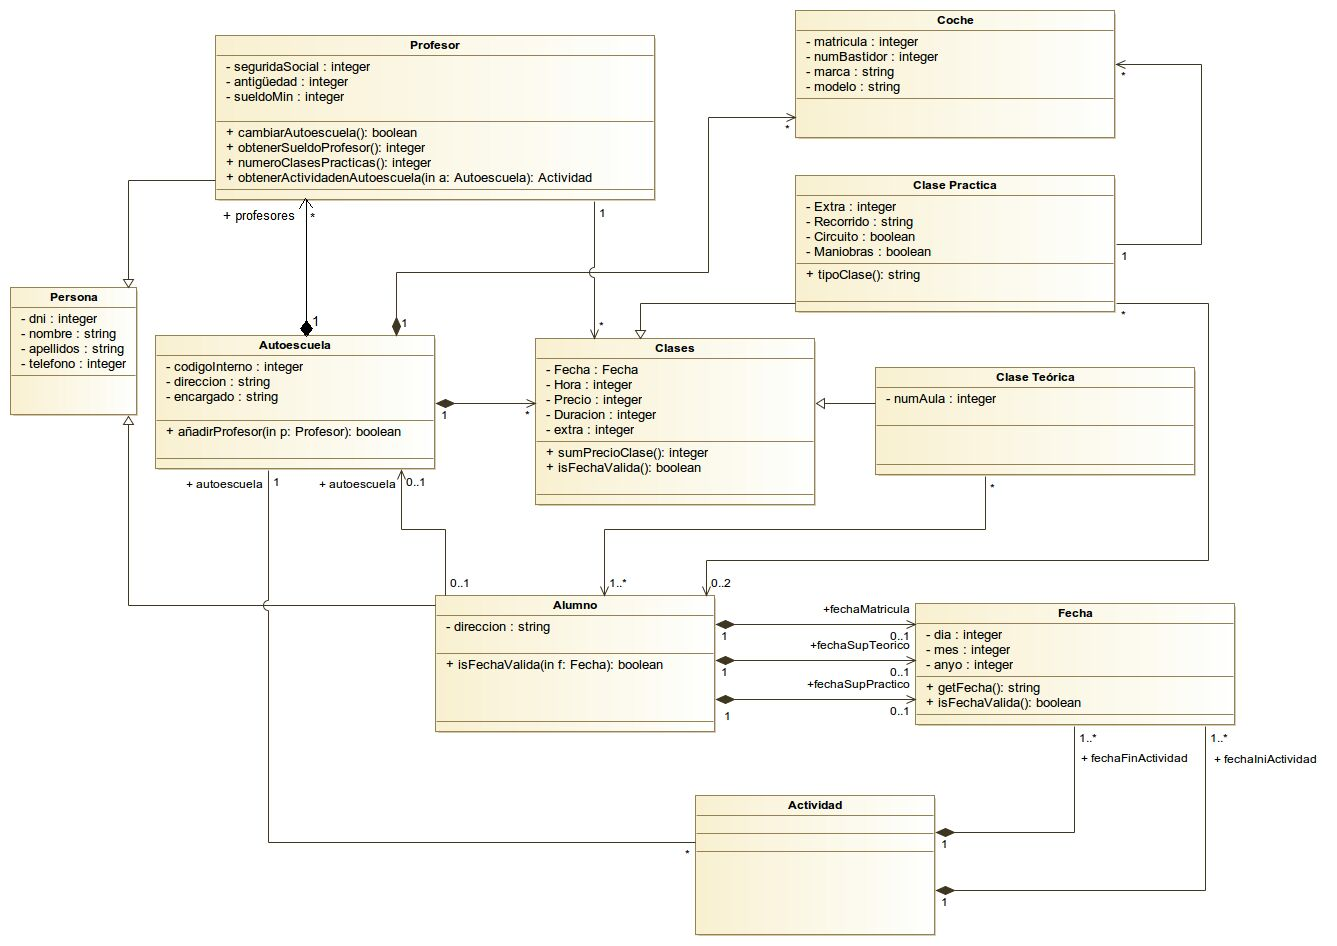 Profesor
- seguridaSocial : integer
- antigüedad : integer
- sueldoMin : integer
+ cambiarAutoescuela(): boolean
+ obtenerSueldoProfesor(): integer
+ numeroClasesPracticas(): integer
+ obtenerActividadenAutoescuela(in a: Autoescuela): Actividad
+ profesores
*
1
*
1
Coche
- matricula : integer
- numBastidor : integer
- marca : string
- modelo : string
*
*
Clase Practica
- Extra : integer
- Recorrido : string
- Circuito : boolean
- Maniobras : boolean
+ tipoClase(): string
1
*
Persona
- dni : integer
- nombre : string
- apellidos : string
- telefono : integer
1
Autoescuela
- codigoInterno : integer
- direccion : string
- encargado : string
+ añadirProfesor(in p: Profesor): boolean
1
*
Clases
- Fecha : Fecha
- Hora : integer
- Precio : integer
- Duracion : integer
- extra : integer
+ sumPrecioClase(): integer
+ isFechaValida(): boolean
Clase Teórica
- numAula : integer
*
+ autoescuela
1
+ autoescuela
0..1
0..1
1..*
0..2
Alumno
- direccion : string
+ isFechaValida(in f: Fecha): boolean
+fechaMatricula
1
0..1
+fechaSupTeorico
1
0..1
+fechaSupPractico
1
0..1
Fecha
- dia : integer
- mes : integer
- anyo : integer
+ getFecha(): string
+ isFechaValida(): boolean
1..*
+ fechaFinActividad
1..*
+ fechaIniActividad
Actividad
*
1
1